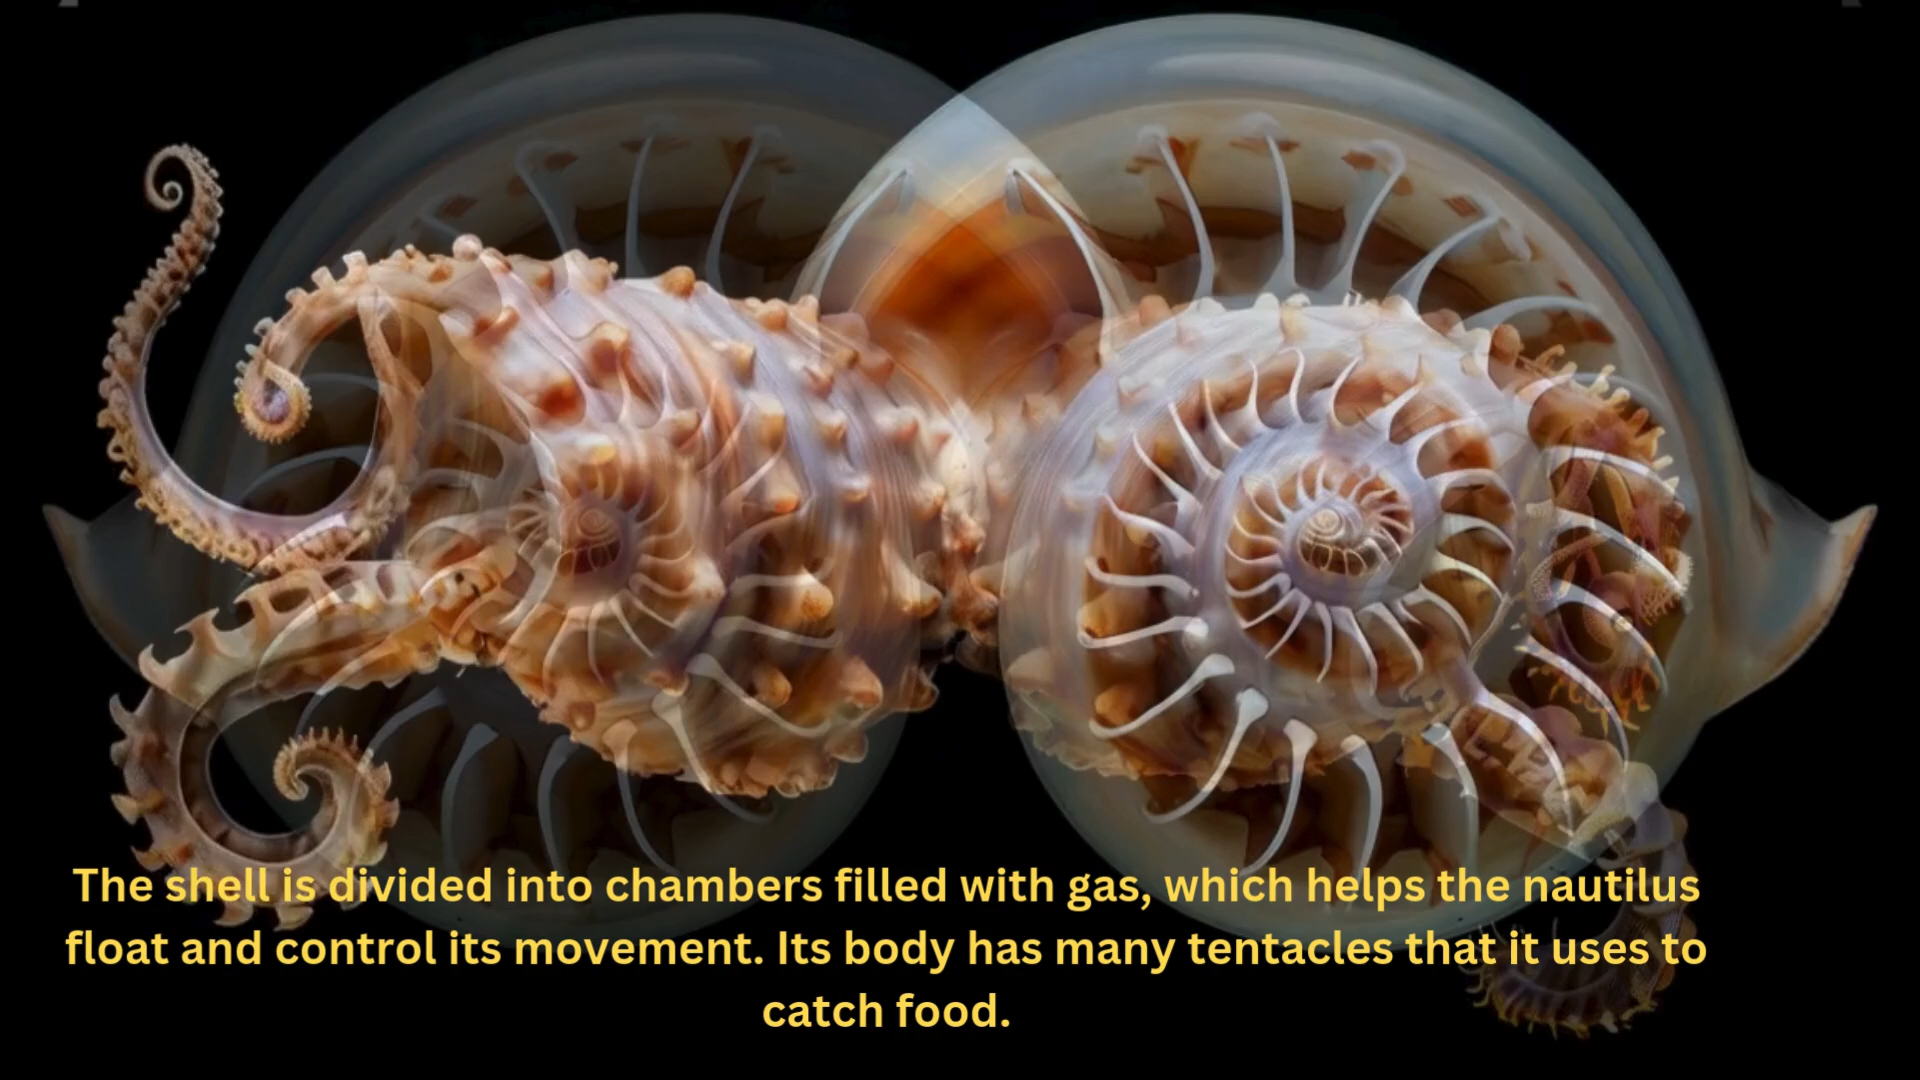 The shell is divided into chambers filled with gas, which helps the nautilus
float and control its movement. Its body has many tentacles that it uses to
catch food.